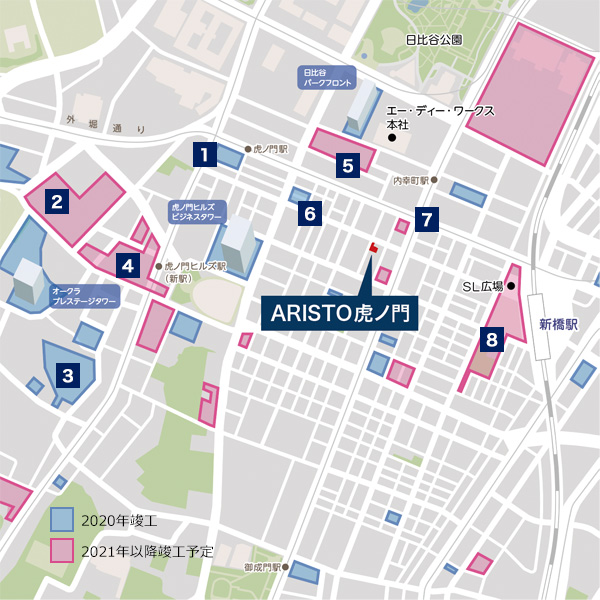 日比谷公園
日比谷
パークフロント
エー・ディー・ワークス
本社
外堀通り
1
虎ノ門駅
5
内幸町駅
2
虎ノ門ヒルズ
ビジネスタワー
6
7
4
虎ノ門ヒルズ駅
(新駅)
オークラ
プレステージタワー
SL広場
ARISTO虎ノ門
新橋駅
8
3
2020年竣工
2021年以降竣工予定
御成門駅